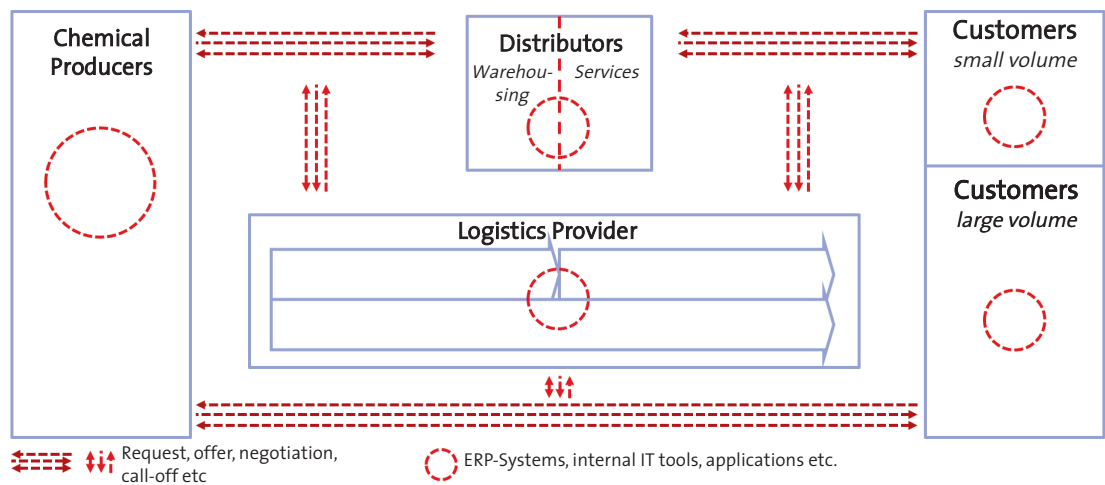 Chemical
Producers
Distributors
Warehou-
sing
Services
Customers
small volume
Customers
large volume
Logistics Provider
Request, offer, negotiation,
call-off etc
ERP-Systems, internal IT tools, applications etc.